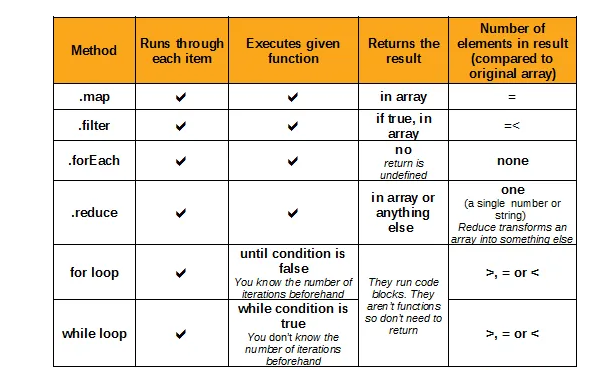 Method
Runs through
each item
Executes given
function
Returns the
result
Number of
elements in result
(compared to
original array)
.map
✔
✔
in array
=
.filter
✔
✔
if true, in
array
=<
.forEach
✔
✔
no
return is
undefined
none
.reduce
✔
✔
in array or
anything
else
one
(a single number or
string)
Reduce transforms an
array into something else
for loop
✔
until condition is
false
You know the number of
iterations beforehand
They run code
blocks. They
aren't functions
so don't need to
return
>, = or <
while loop
✔
while condition is
true
You don't know the
number of iterations
beforehand
>, = or <